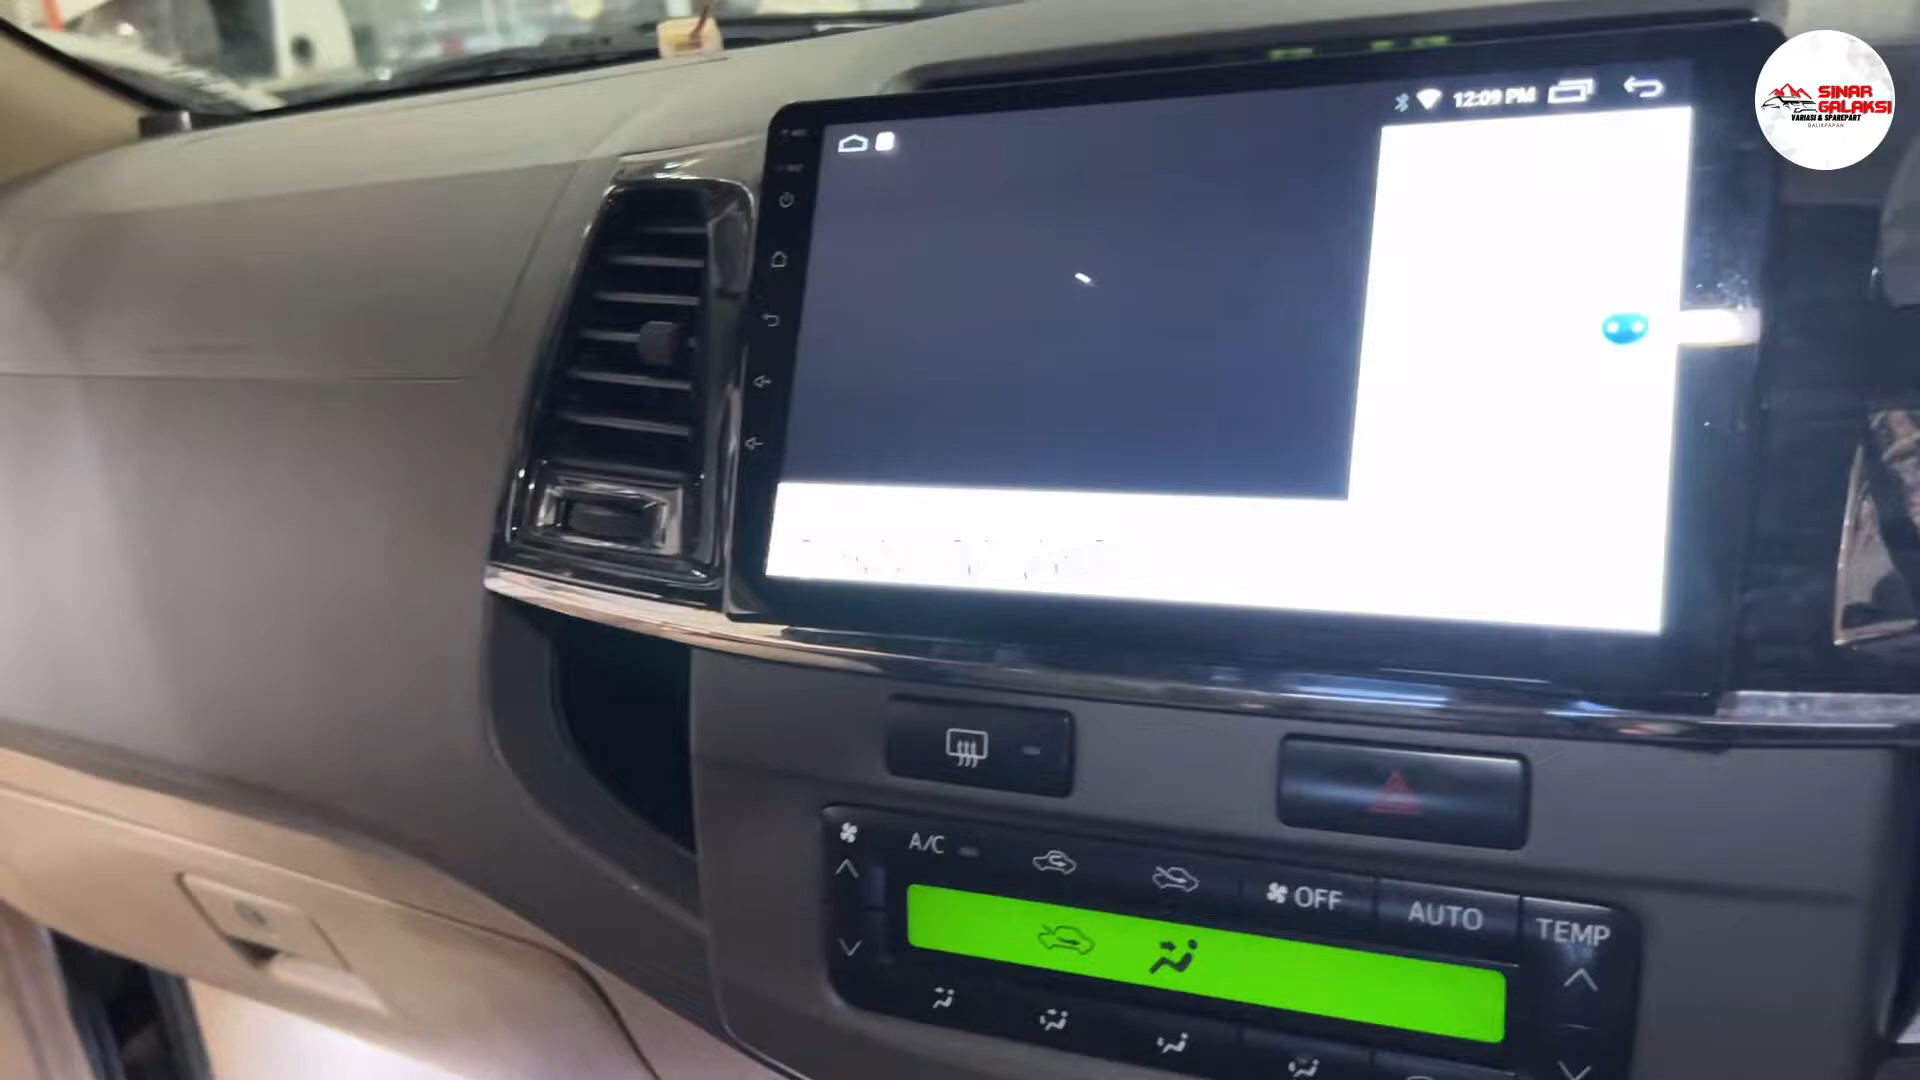 12:09 PM
SINAR
GALAKSI
VARIASI & SPAREPART
BALIKPAPAN
A/C
OFF
AUTO
TEMP